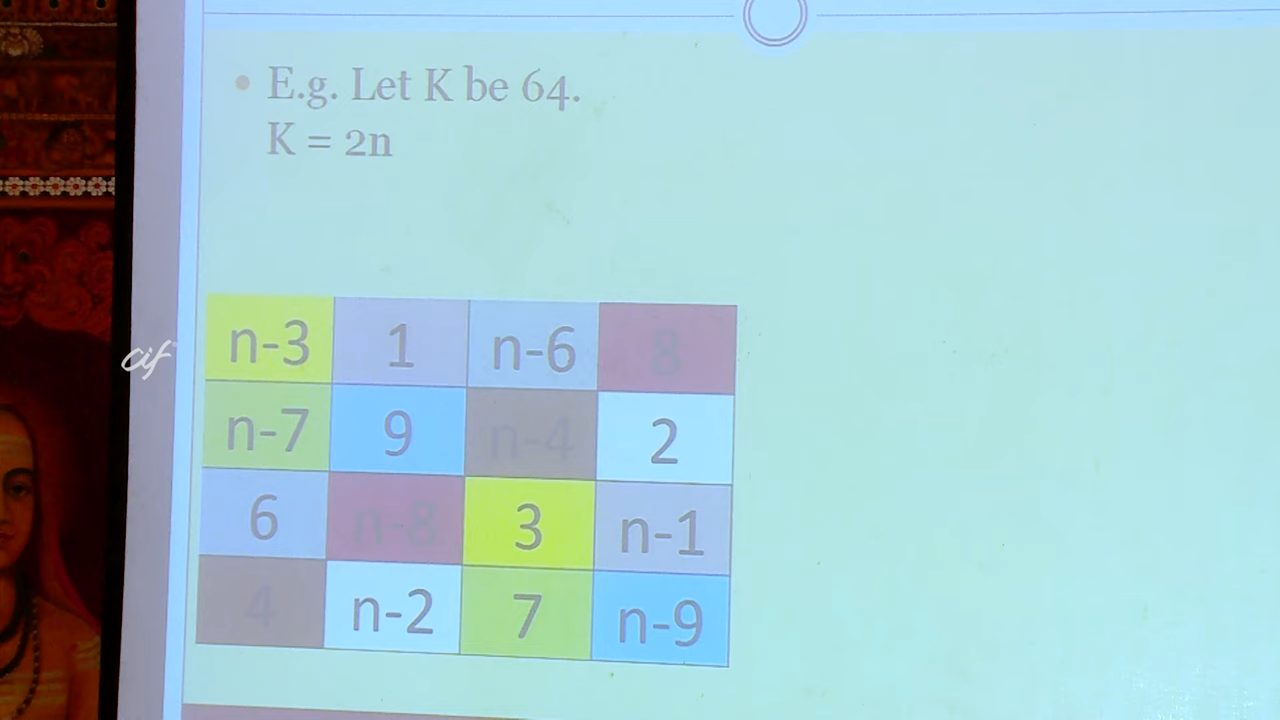 • E.g. Let K be 64.
K = 2n
n-3 1 n-6 8
n-7 9 n-4 2
cif
6 n-8 3 n-1
4 n-2 7 n-9